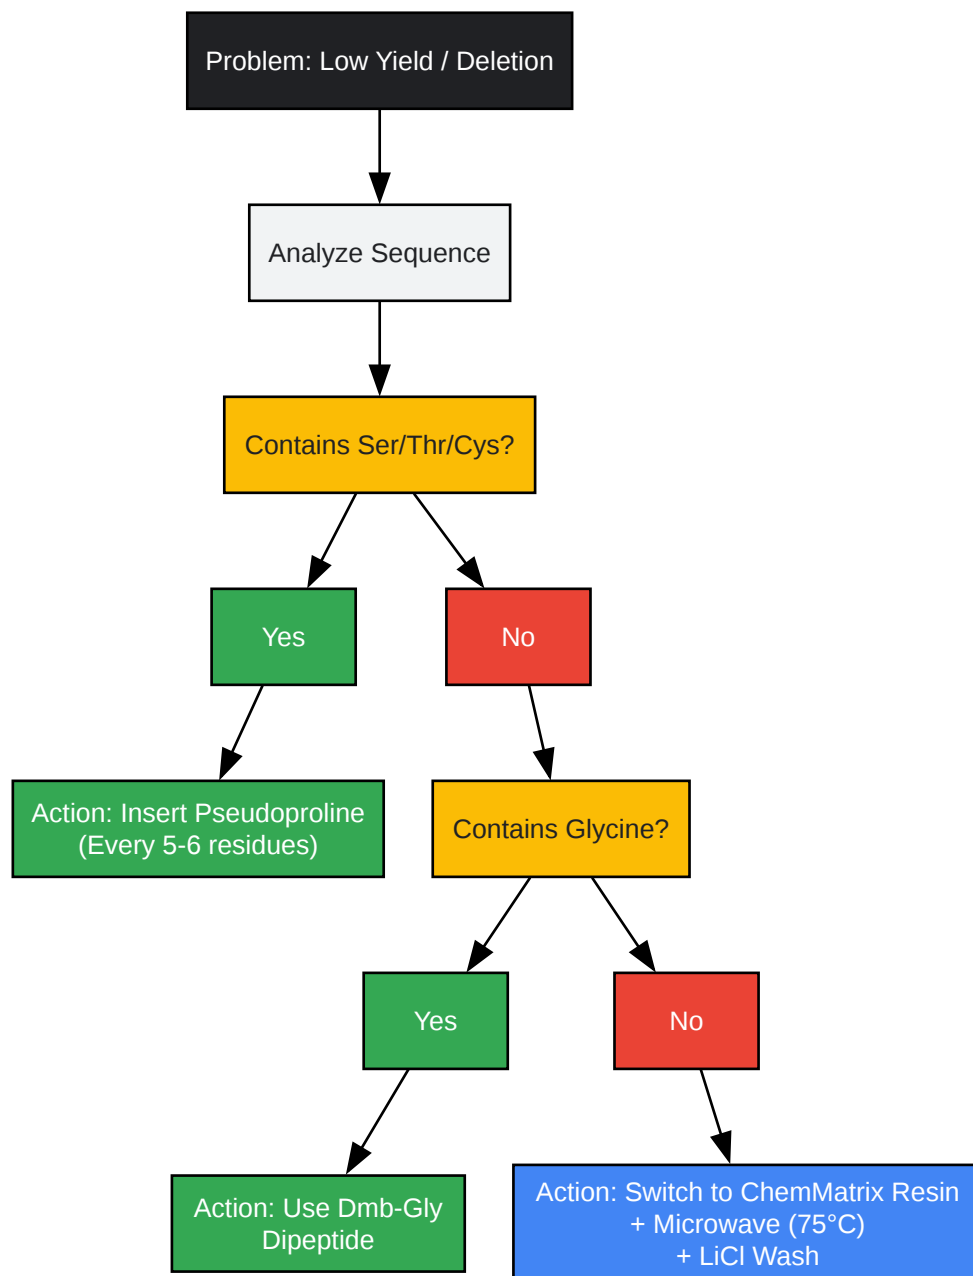 Problem: Low Yield / Deletion
Analyze Sequence
Contains Ser/Thr/Cys?
Yes
No
Action: Insert Pseudoproline
(Every 5-6 residues)
Contains Glycine?
Yes
No
Action: Use Dmb-Gly
Dipeptide
Action: Switch to ChemMatrix Resin
+ Microwave (75°C)
+ LiCl Wash